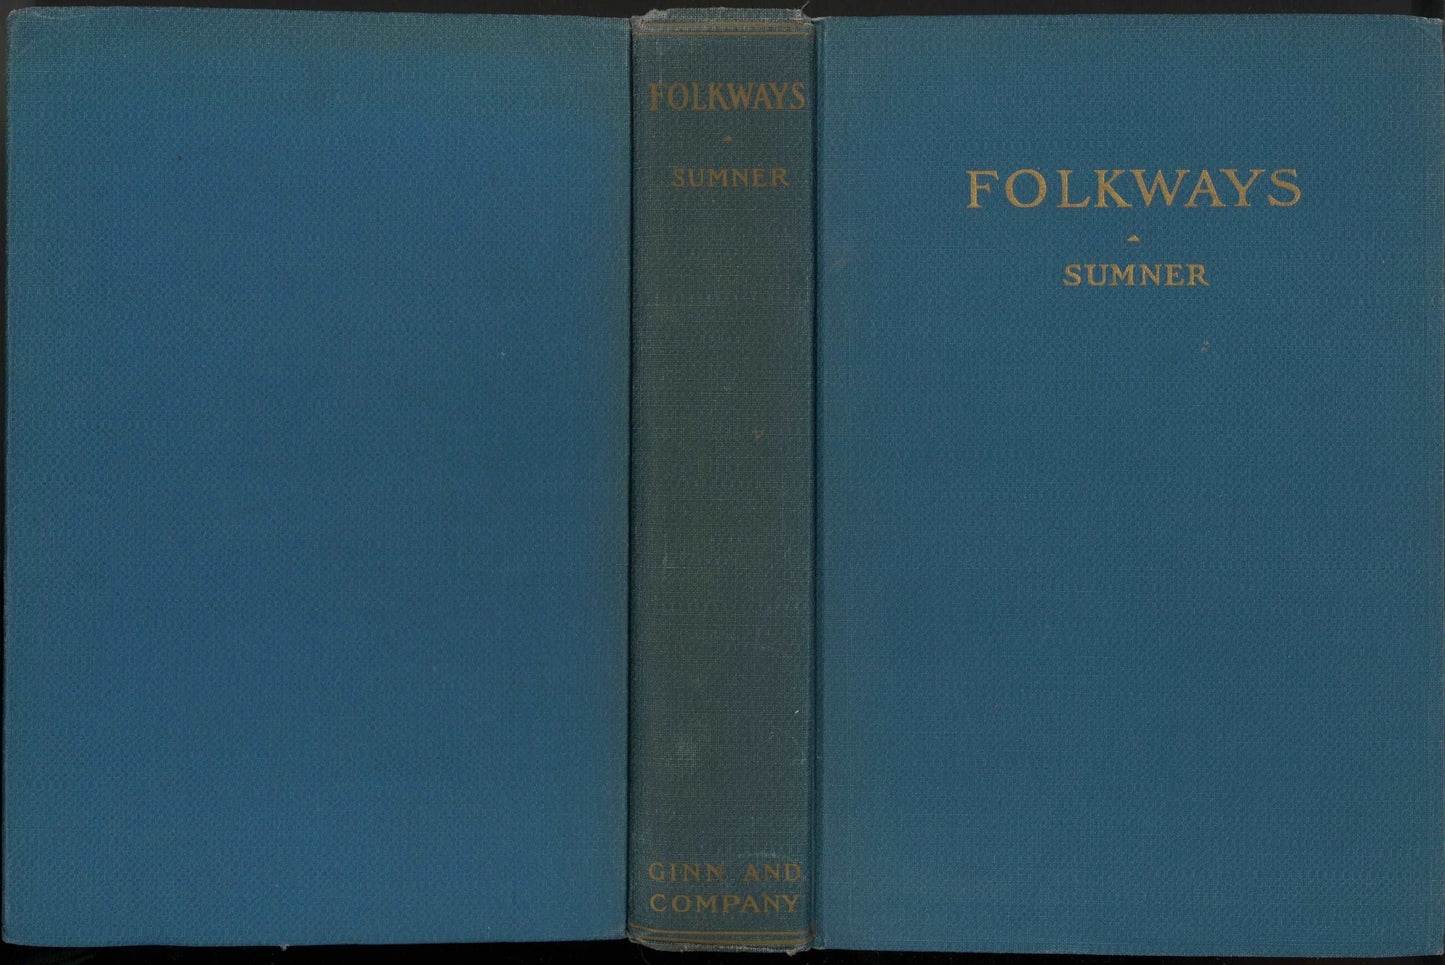 FOLKWAYS
SUMNER
GINN AND
COMPANY
FOLKWAYS
SUMNER